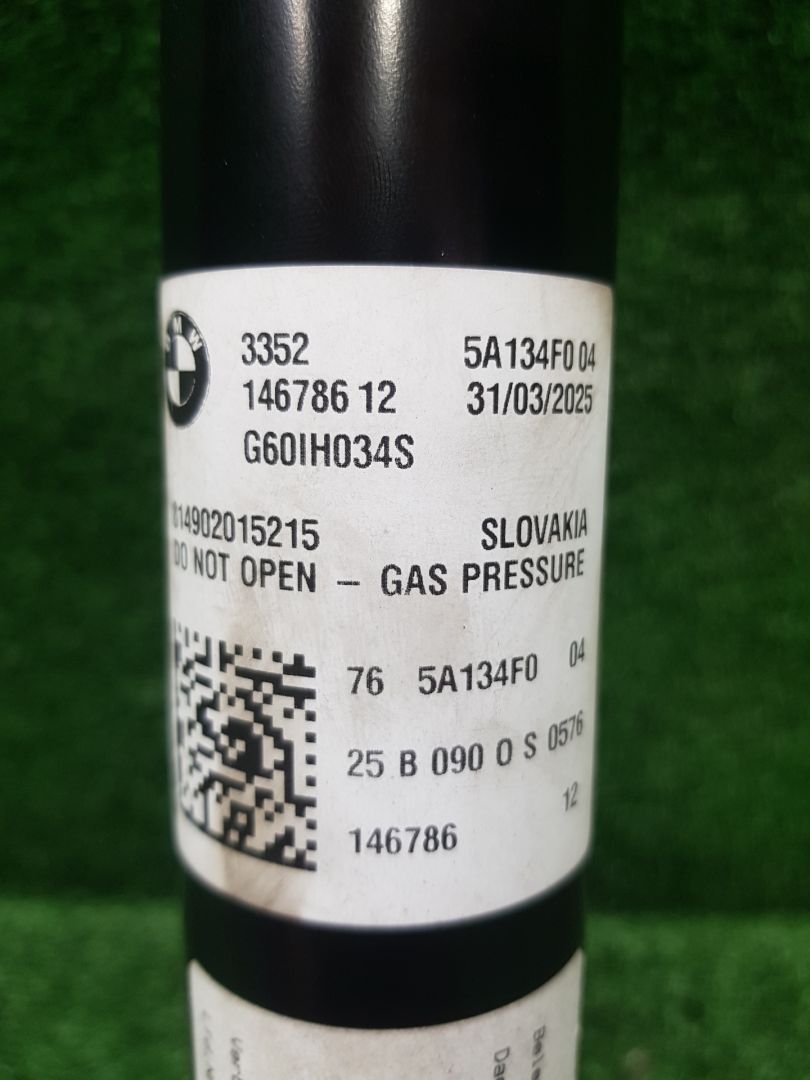 BMW
3352 5A134F0 04
146786 12 31/03/2025
G60IH034S
014902015215 SLOVAKIA
DO NOT OPEN – GAS PRESSURE
76 5A134F0 04
25 B 090 0 S 0576
146786 12